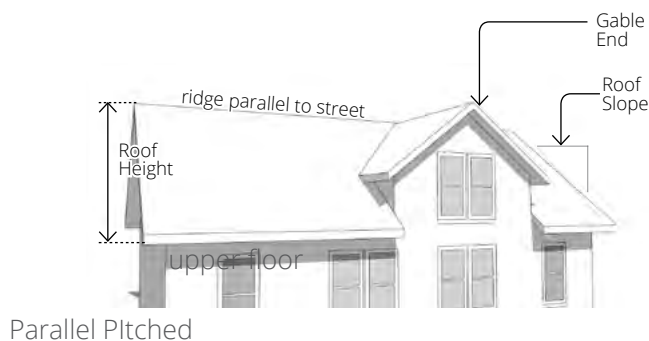 Gable
End
ridge parallel to street
Roof
Slope
Roof
Height
upper floor
Parallel PItched